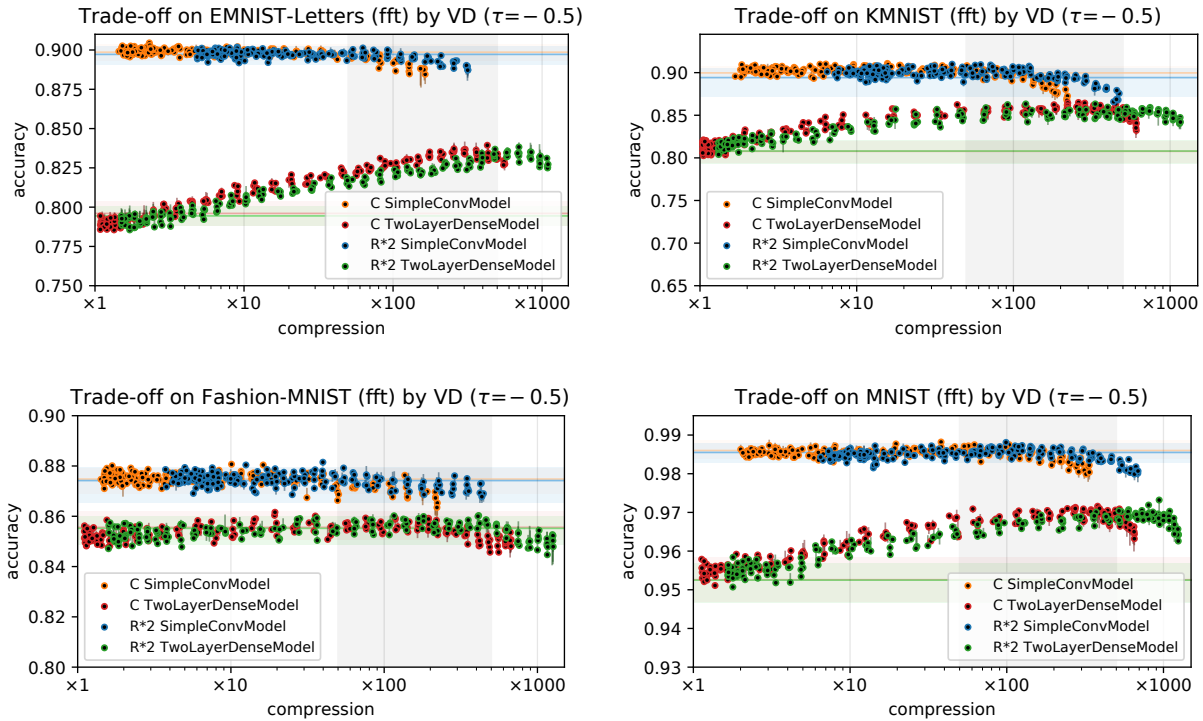 Trade-off on EMNIST-Letters (fft) by VD (τ=−0.5)
accuracy
0.900
0.875
0.850
0.825
0.800
0.775
0.750
C SimpleConvModel
C TwoLayerDenseModel
R*2 SimpleConvModel
R*2 TwoLayerDenseModel
×1
×10
×100
×1000
compression
Trade-off on KMNIST (fft) by VD (τ=−0.5)
accuracy
0.90
0.85
0.80
0.75
0.70
0.65
C SimpleConvModel
C TwoLayerDenseModel
R*2 SimpleConvModel
R*2 TwoLayerDenseModel
×1
×10
×100
×1000
compression
Trade-off on Fashion-MNIST (fft) by VD (τ=−0.5)
accuracy
0.90
0.88
0.86
0.84
0.82
0.80
C SimpleConvModel
C TwoLayerDenseModel
R*2 SimpleConvModel
R*2 TwoLayerDenseModel
×1
×10
×100
×1000
compression
Trade-off on MNIST (fft) by VD (τ=−0.5)
accuracy
0.99
0.98
0.97
0.96
0.95
0.94
0.93
C SimpleConvModel
C TwoLayerDenseModel
R*2 SimpleConvModel
R*2 TwoLayerDenseModel
×1
×10
×100
×1000
compression